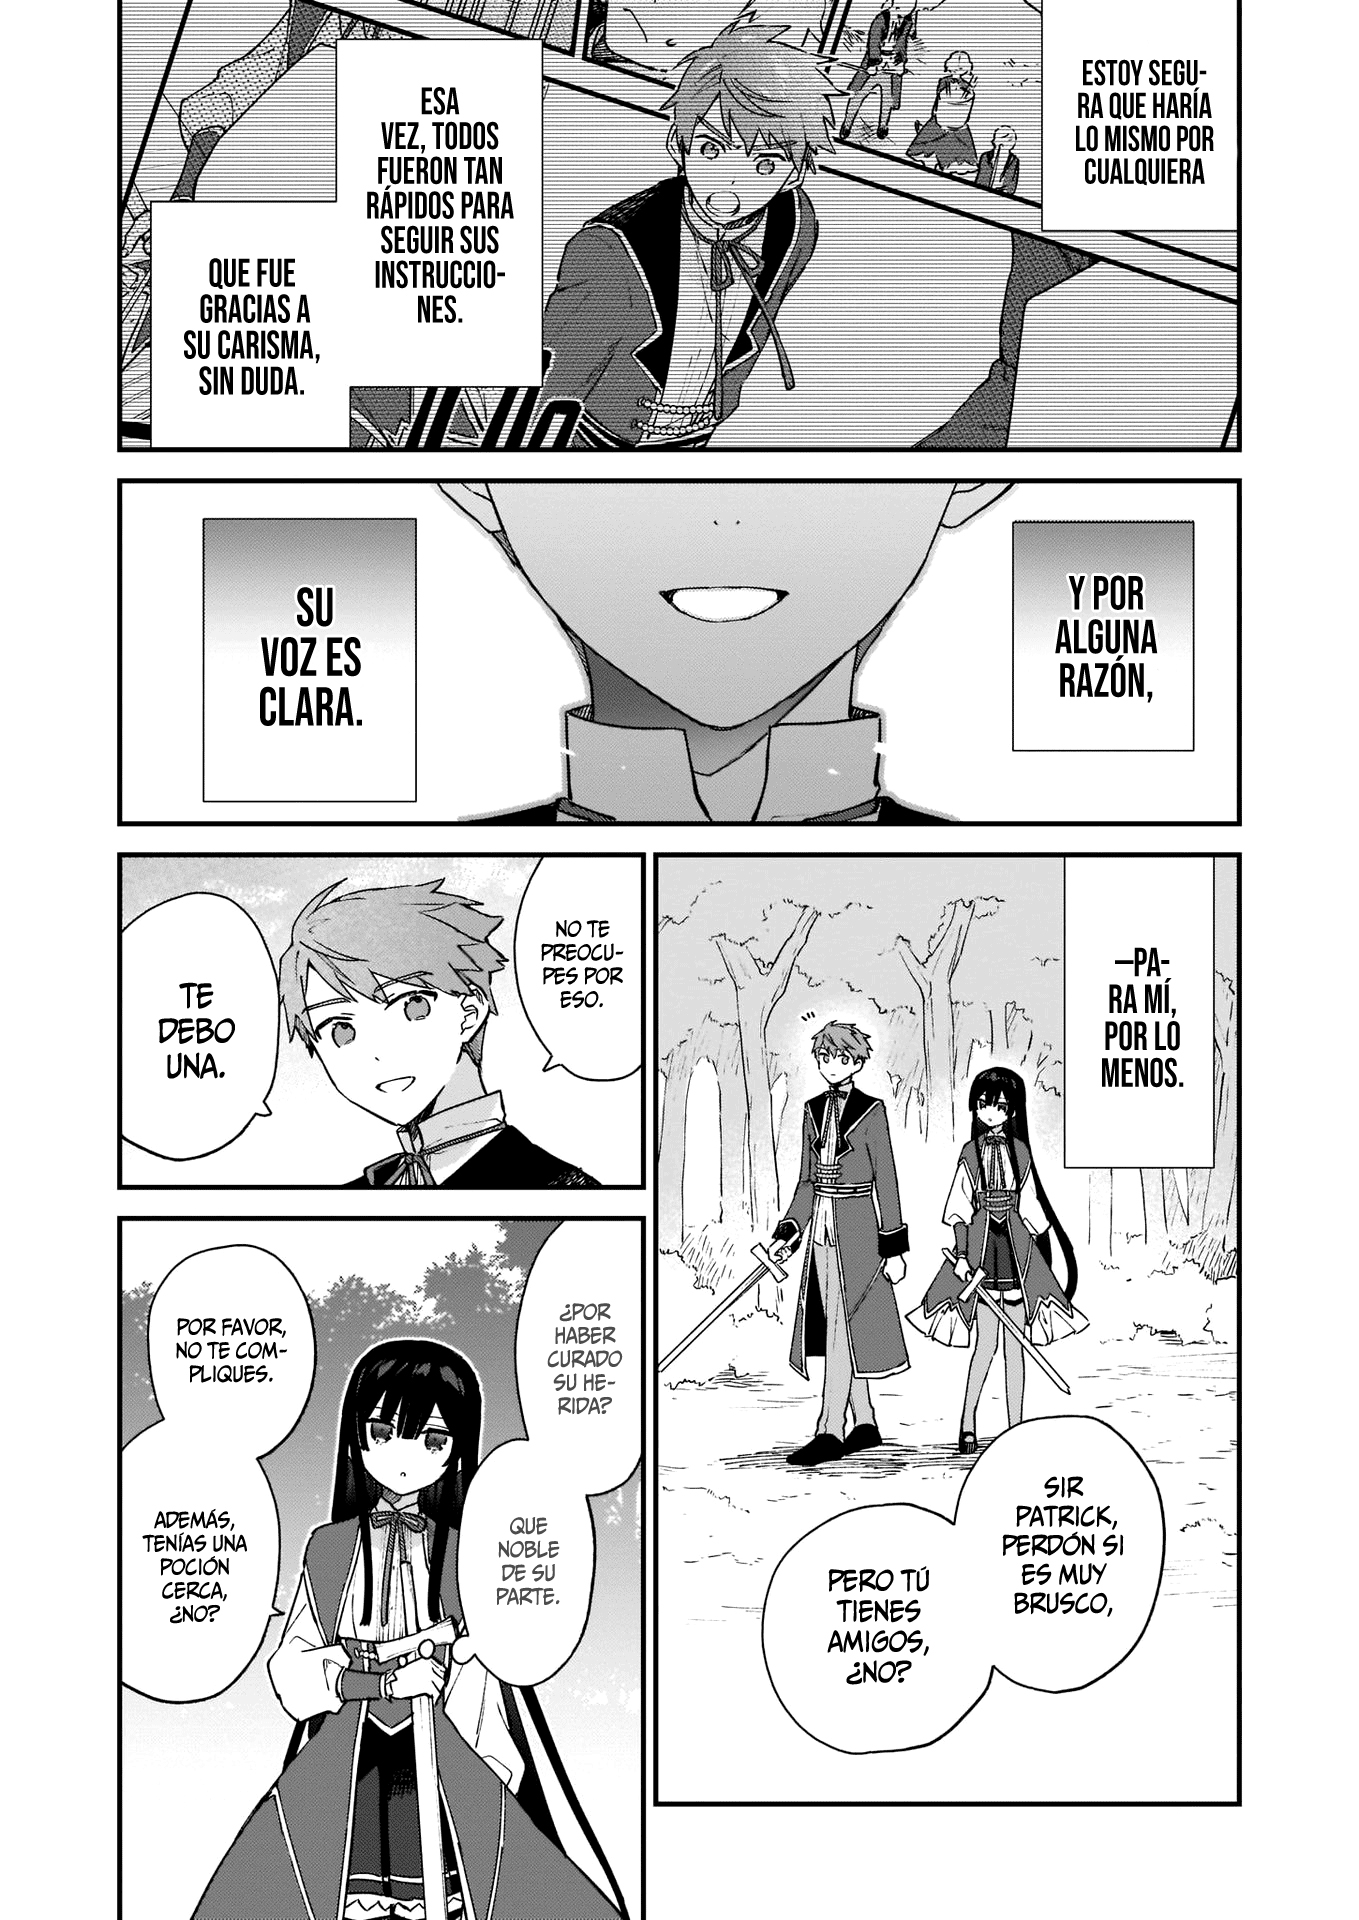 ESTOY SEGU-
RA QUE HARÍA
LO MISMO POR
CUALQUIERA
ESA
VEZ, TODOS
FUERON TAN
RÁPIDOS PARA
SEGUIR SUS
INSTRUCCIO-
NES.
QUE FUE
GRACIAS A
SU CARISMA,
SIN DUDA.
Y POR
ALGUNA
RAZÓN,
SU
VOZ ES
CLARA.
—PA-
RA MÍ,
POR LO
MENOS.
SIR
PATRICK,
PERDÓN SI
ES MUY
BRUSCO,
PERO TÚ
TIENES
AMIGOS,
¿NO?
NO TE
PREOCU-
PES POR
ESO.
TE
DEBO
UNA.
¿POR
HABER
CURADO
SU HE-
RIDA?
QUE
NOBLE
DE SU
PARTE.
POR FAVOR,
NO TE COM-
PLIQUES.
ADEMÁS,
TENÍAS UNA
POCIÓN
CERCA,
¿NO?